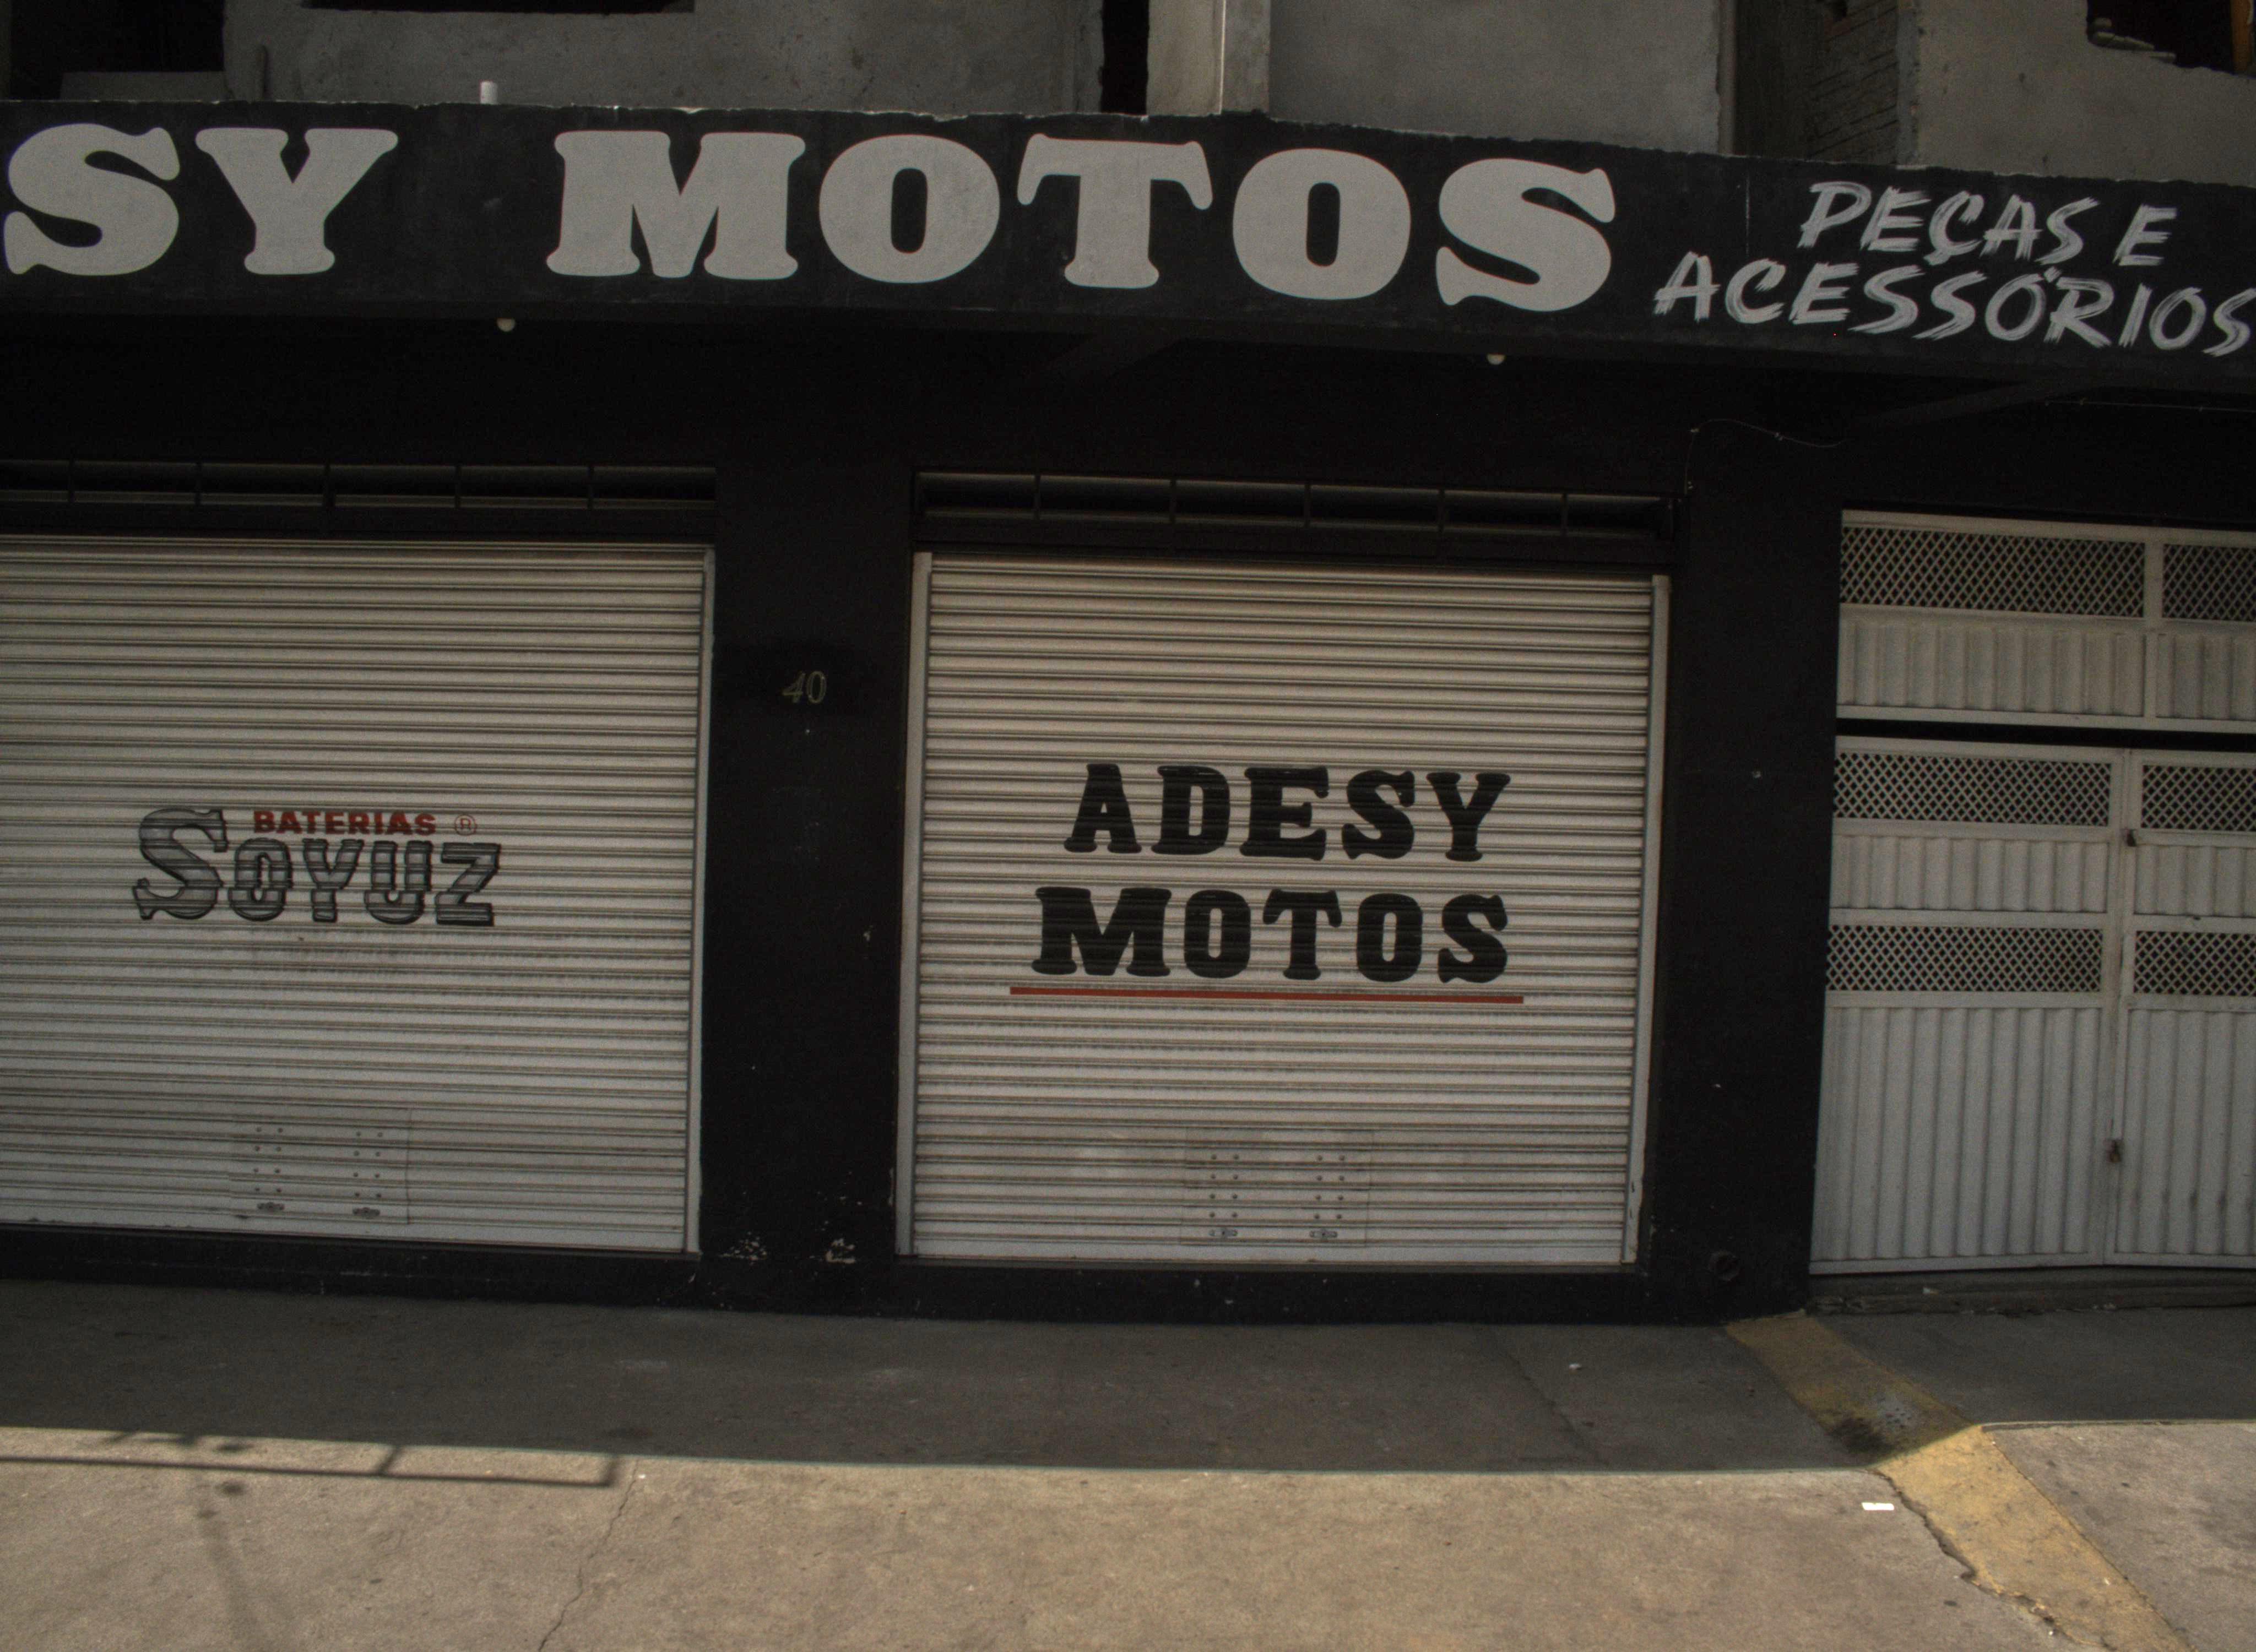 SY MOTOS
PEÇAS E
ACESSÓRIOS
40
BATERIAS ®
SOYUZ
ADESY
MOTOS